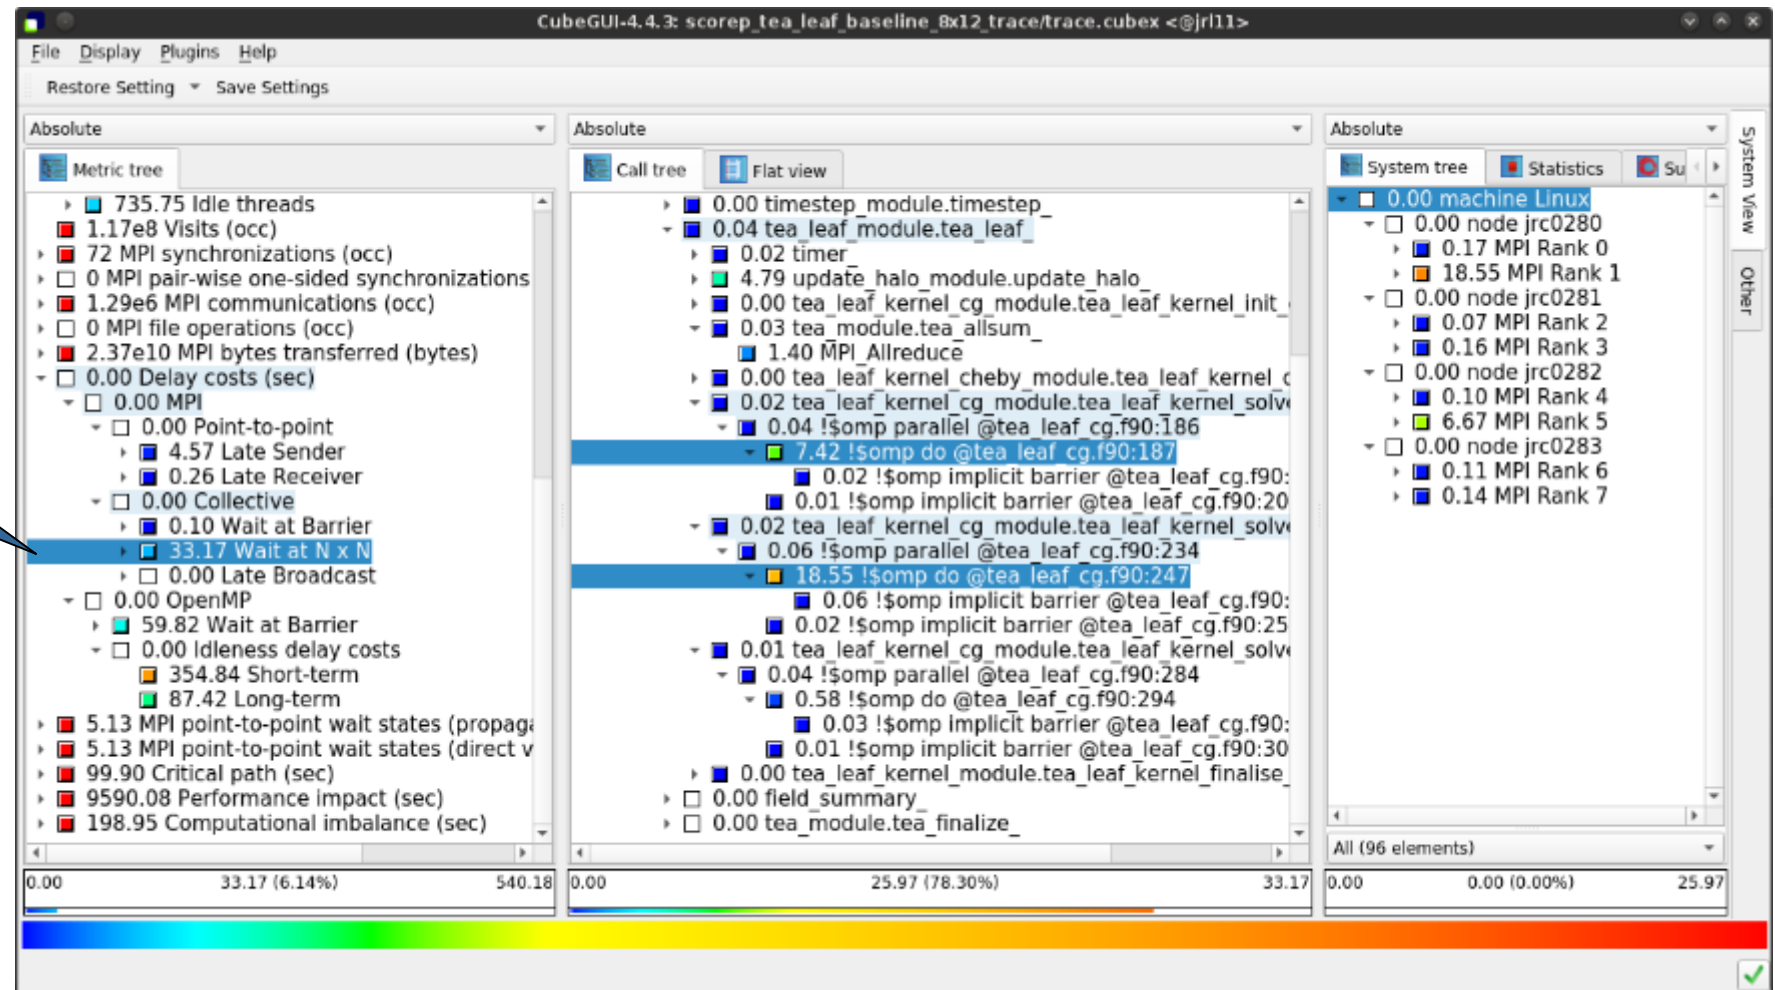 CubeGUI-4.4.3: scorep_tea_leaf_baseline_8x12_trace/trace.cubex <@jrl11>
File Display Plugins Help
Restore Setting Save Settings
Absolute
Metric tree
735.75 Idle threads
1.17e8 Visits (occ)
72 MPI synchronizations (occ)
0 MPI pair-wise one-sided synchronizations
1.29e6 MPI communications (occ)
0 MPI file operations (occ)
2.37e10 MPI bytes transferred (bytes)
0.00 Delay costs (sec)
0.00 MPI
0.00 Point-to-point
4.57 Late Sender
0.26 Late Receiver
0.00 Collective
0.10 Wait at Barrier
33.17 Wait at N x N
0.00 Late Broadcast
0.00 OpenMP
59.82 Wait at Barrier
0.00 Idleness delay costs
354.84 Short-term
87.42 Long-term
5.13 MPI point-to-point wait states (propaga
5.13 MPI point-to-point wait states (direct v
99.90 Critical path (sec)
9590.08 Performance impact (sec)
198.95 Computational imbalance (sec)
0.00 33.17 (6.14%) 540.18
Absolute
Call tree Flat view
0.00 timestep_module.timestep_
0.04 tea_leaf_module.tea_leaf_
0.02 timer_
4.79 update_halo_module.update_halo_
0.00 tea_leaf_kernel_cg_module.tea_leaf_kernel_init_
0.03 tea_module.tea_allsum_
1.40 MPI_Allreduce
0.00 tea_leaf_kernel_cheby_module.tea_leaf_kernel_c
0.02 tea_leaf_kernel_cg_module.tea_leaf_kernel_solv
0.04 !$omp parallel @tea_leaf_cg.f90:186
7.42 !$omp do @tea_leaf_cg.f90:187
0.02 !$omp implicit barrier @tea_leaf_cg.f90:
0.01 !$omp implicit barrier @tea_leaf_cg.f90:20
0.02 tea_leaf_kernel_cg_module.tea_leaf_kernel_solv
0.06 !$omp parallel @tea_leaf_cg.f90:234
18.55 !$omp do @tea_leaf_cg.f90:247
0.06 !$omp implicit barrier @tea_leaf_cg.f90:
0.02 !$omp implicit barrier @tea_leaf_cg.f90:25
0.01 tea_leaf_kernel_cg_module.tea_leaf_kernel_solv
0.04 !$omp parallel @tea_leaf_cg.f90:284
0.58 !$omp do @tea_leaf_cg.f90:294
0.03 !$omp implicit barrier @tea_leaf_cg.f90:
0.01 !$omp implicit barrier @tea_leaf_cg.f90:30
0.00 tea_leaf_kernel_module.tea_leaf_kernel_finalise_
0.00 field_summary_
0.00 tea_module.tea_finalize_
0.00 25.97 (78.30%) 33.17
Absolute
System tree Statistics Su
0.00 machine Linux
0.00 node jrc0280
0.17 MPI Rank 0
18.55 MPI Rank 1
0.00 node jrc0281
0.07 MPI Rank 2
0.16 MPI Rank 3
0.00 node jrc0282
0.10 MPI Rank 4
6.67 MPI Rank 5
0.00 node jrc0283
0.11 MPI Rank 6
0.14 MPI Rank 7
All (96 elements)
0.00 0.00 (0.00%) 25.97
System View
Other